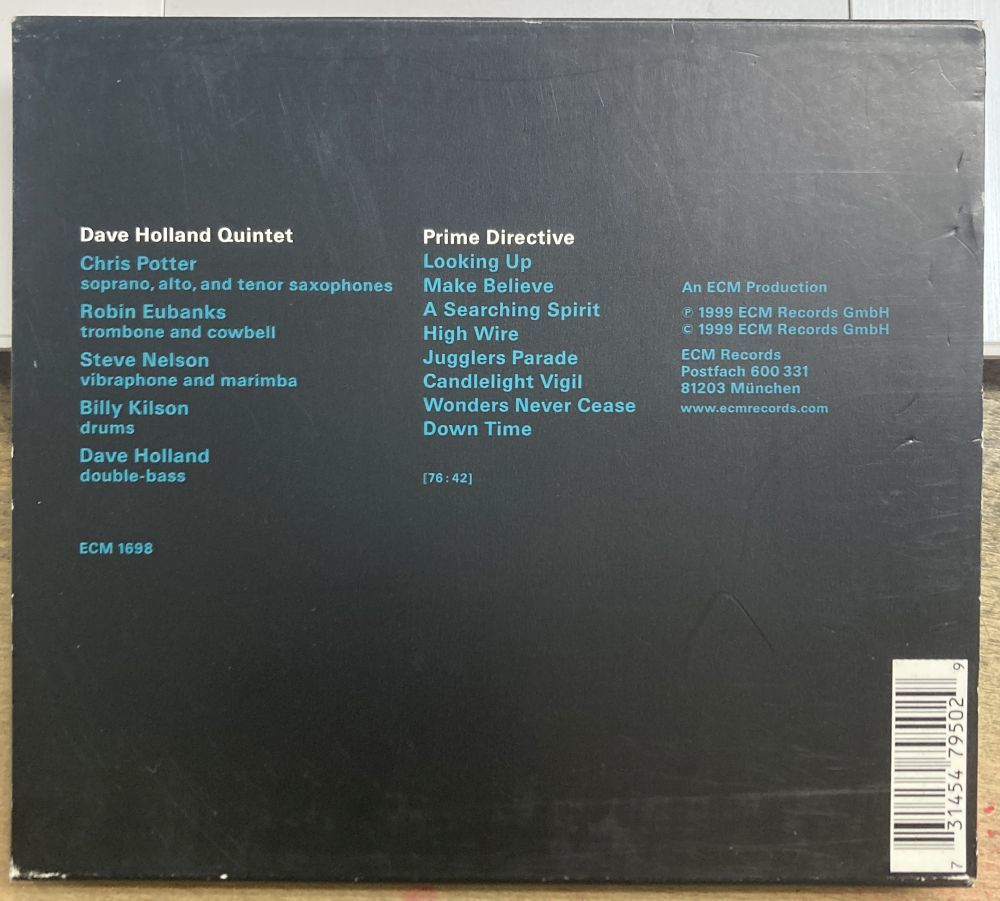 Dave Holland Quintet
Chris Potter
soprano, alto, and tenor saxophones
Robin Eubanks
trombone and cowbell
Steve Nelson
vibraphone and marimba
Billy Kilson
drums
Dave Holland
double-bass
ECM 1698
Prime Directive
Looking Up
Make Believe
A Searching Spirit
High Wire
Jugglers Parade
Candlelight Vigil
Wonders Never Cease
Down Time
[76:42]
An ECM Production
℗ 1999 ECM Records GmbH
© 1999 ECM Records GmbH
ECM Records
Postfach 600 331
81203 München
www.ecmrecords.com
7 31454 79502 9